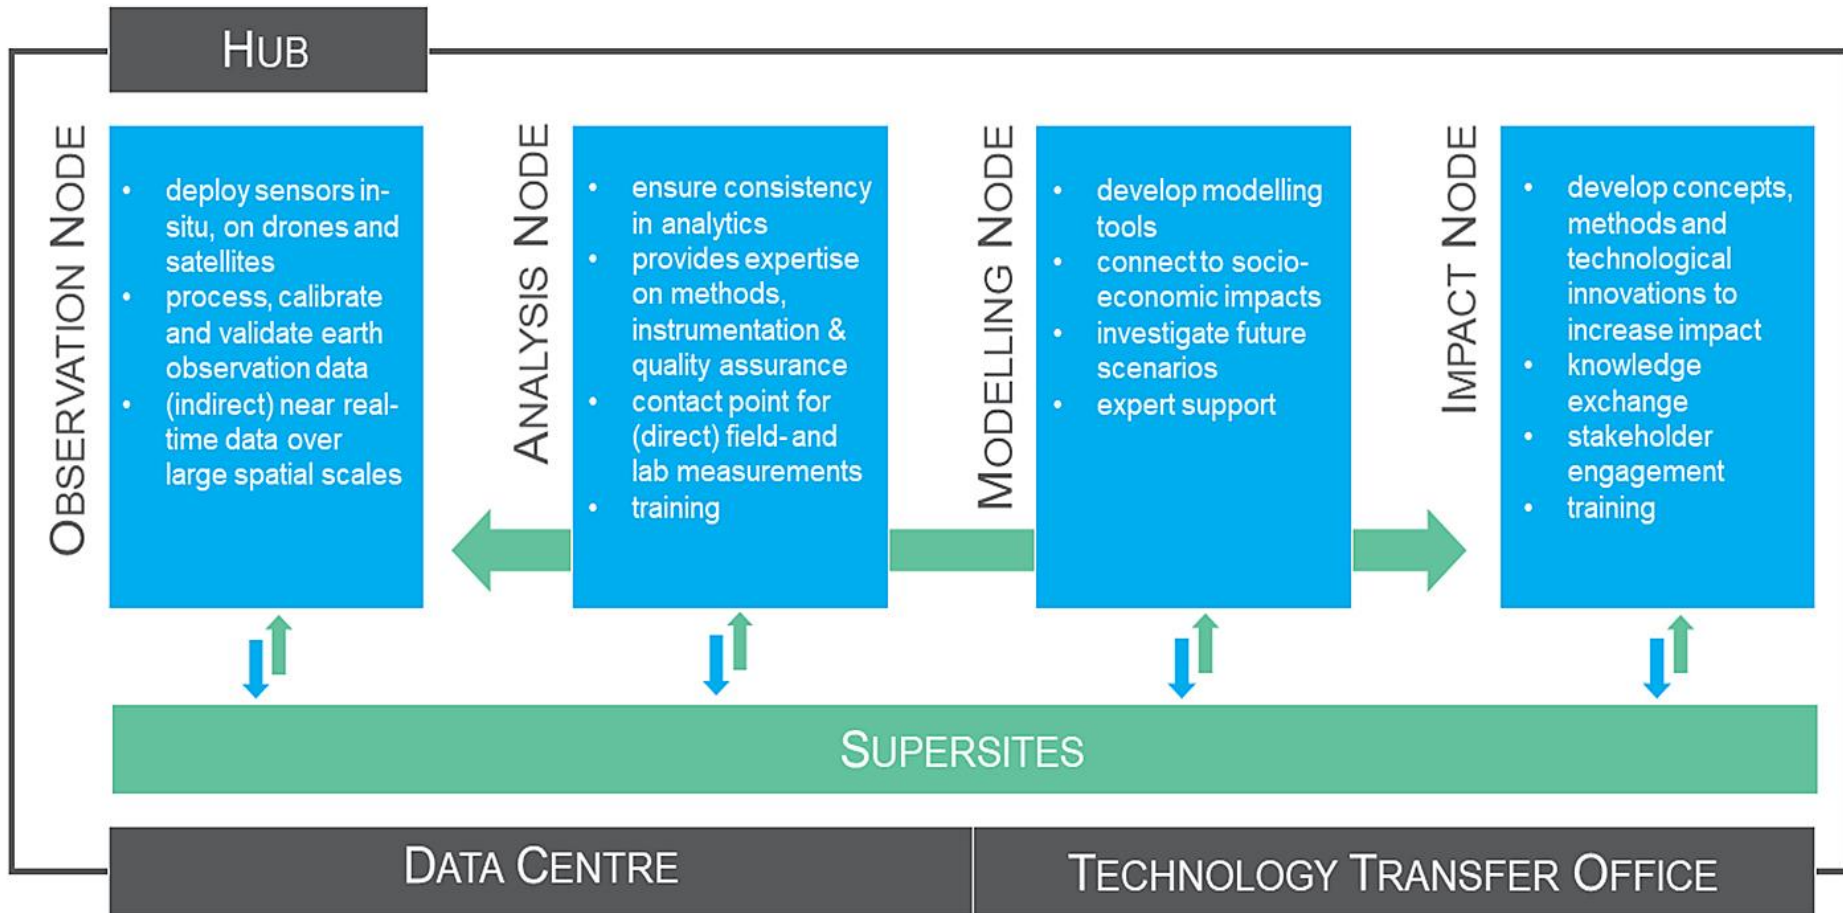 HUB
OBSERVATION NODE
• deploy sensors in-
situ, on drones and
satellites
• process, calibrate
and validate earth
observation data
• (indirect) near real-
time data over
large spatial scales
ANALYSIS NODE
• ensure consistency
in analytics
• provides expertise
on methods,
instrumentation &
quality assurance
• contact point for
(direct) field- and
lab measurements
• training
MODELLING NODE
• develop modelling
tools
• connect to socio-
economic impacts
• investigate future
scenarios
• expert support
IMPACT NODE
• develop concepts,
methods and
technological
innovations to
increase impact
• knowledge
exchange
• stakeholder
engagement
• training
SUPERSITES
DATA CENTRE
TECHNOLOGY TRANSFER OFFICE